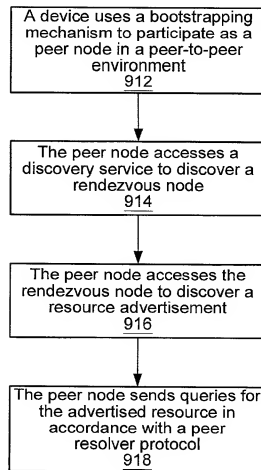 A device uses a bootstrapping
mechanism to participate as a
peer node in a peer-to-peer
environment
912
The peer node accesses a
discovery service to discover a
rendezvous node
914
The peer node accesses the
rendezvous node to discover a
resource advertisement
916
The peer node sends queries for
the advertised resource in
accordance with a peer
resolver protocol
918